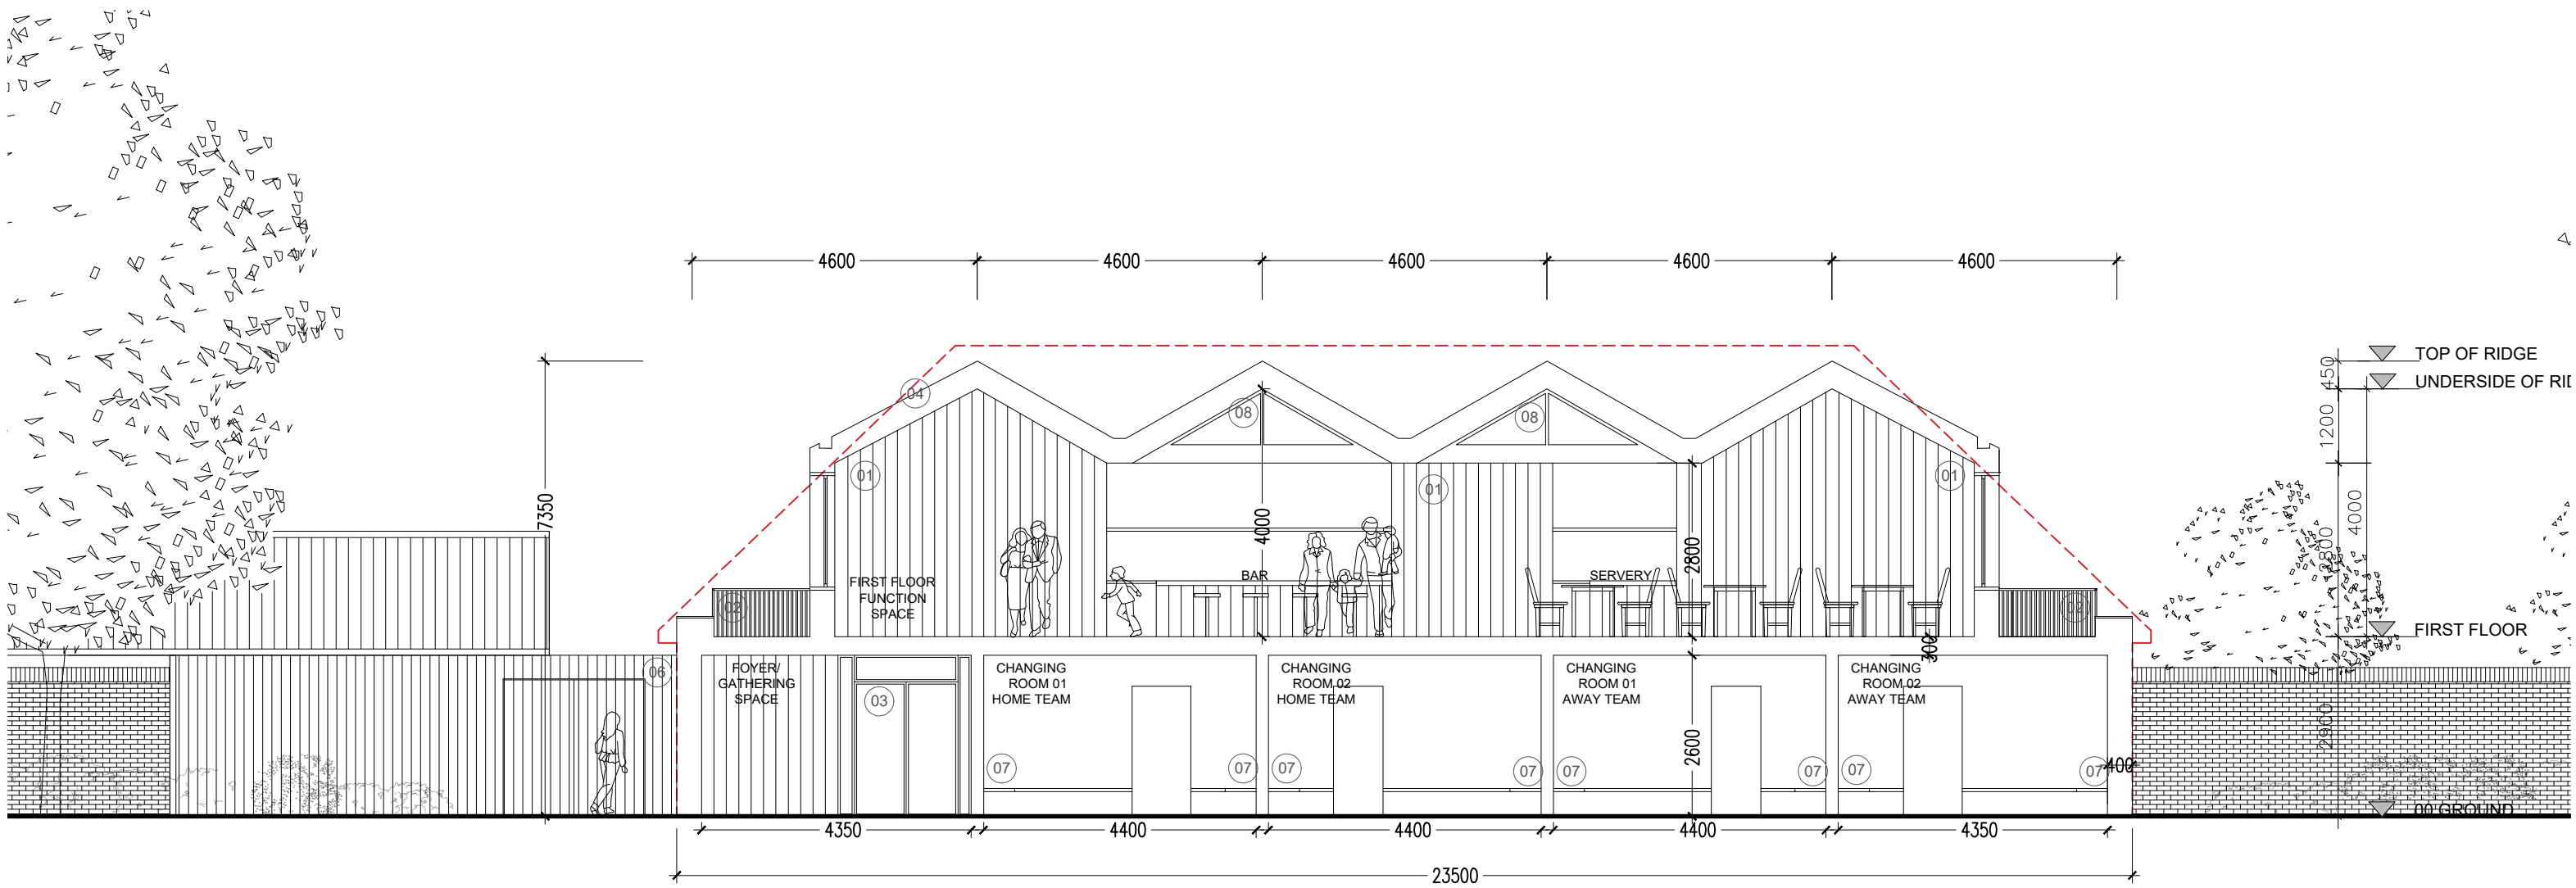 4600 4600 4600 4600 4600
TOP OF RIDGE
450
UNDERSIDE OF RID
04
08
08
1200
01
01
01
7350
4000
2800
4000
2800
BAR
SERVERY
FIRST FLOOR
FUNCTION
SPACE
02
02
FIRST FLOOR
300
06
FOYER/
GATHERING
SPACE
03
CHANGING
ROOM 01
HOME TEAM
CHANGING
ROOM 02
HOME TEAM
CHANGING
ROOM 01
AWAY TEAM
CHANGING
ROOM 02
AWAY TEAM
2900
2600
07 07 07 07 07 07 07 07
400
00 GROUND
4350 4400 4400 4400 4350
23500